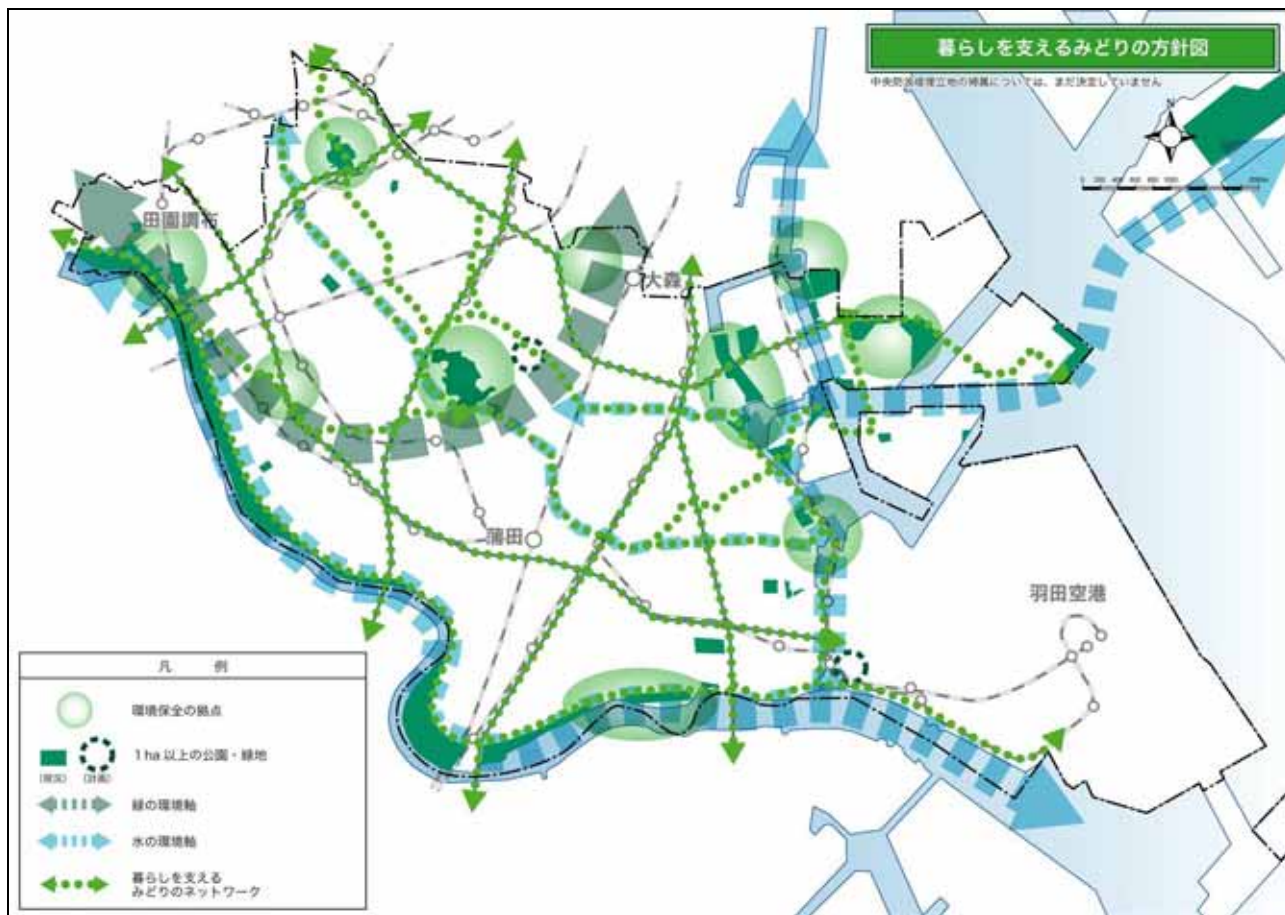 暮らしを支えるみどりの方針図
中央防波堤埋立地の帰属については、まだ決定していません
N
田園調布
大森
蒲田
羽田空港
凡 例
環境保全の拠点
1ha以上の公園・緑地
(現況) (計画)
緑の環境軸
水の環境軸
暮らしを支える
みどりのネットワーク